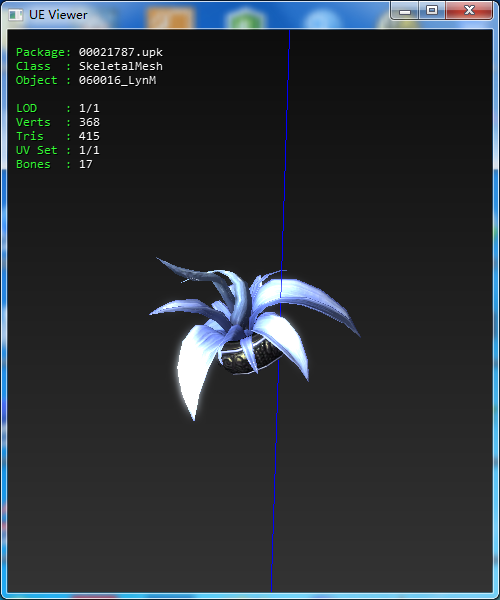 UE Viewer
Package: 00021787.upk
Class : SkeletalMesh
Object : 060016_LynM
LOD : 1/1
Verts : 368
Tris : 415
UV Set : 1/1
Bones : 17